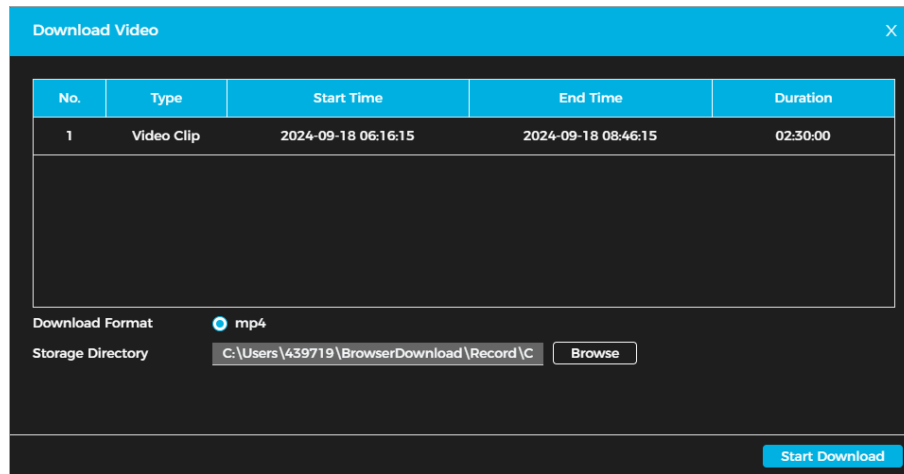 Download Video X
No. Type Start Time End Time Duration
1 Video Clip 2024-09-18 06:16:15 2024-09-18 08:46:15 02:30:00
Download Format mp4
Storage Directory C:\Users\439719\BrowserDownload\Record\C Browse
Start Download